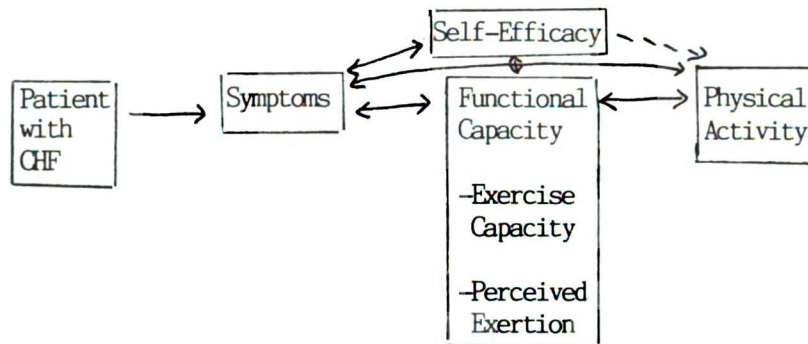 Self-Efficacy
Patient
with
CHF
Symptoms
Functional
Capacity
-Exercise
Capacity
-Perceived
Exertion
Physical
Activity